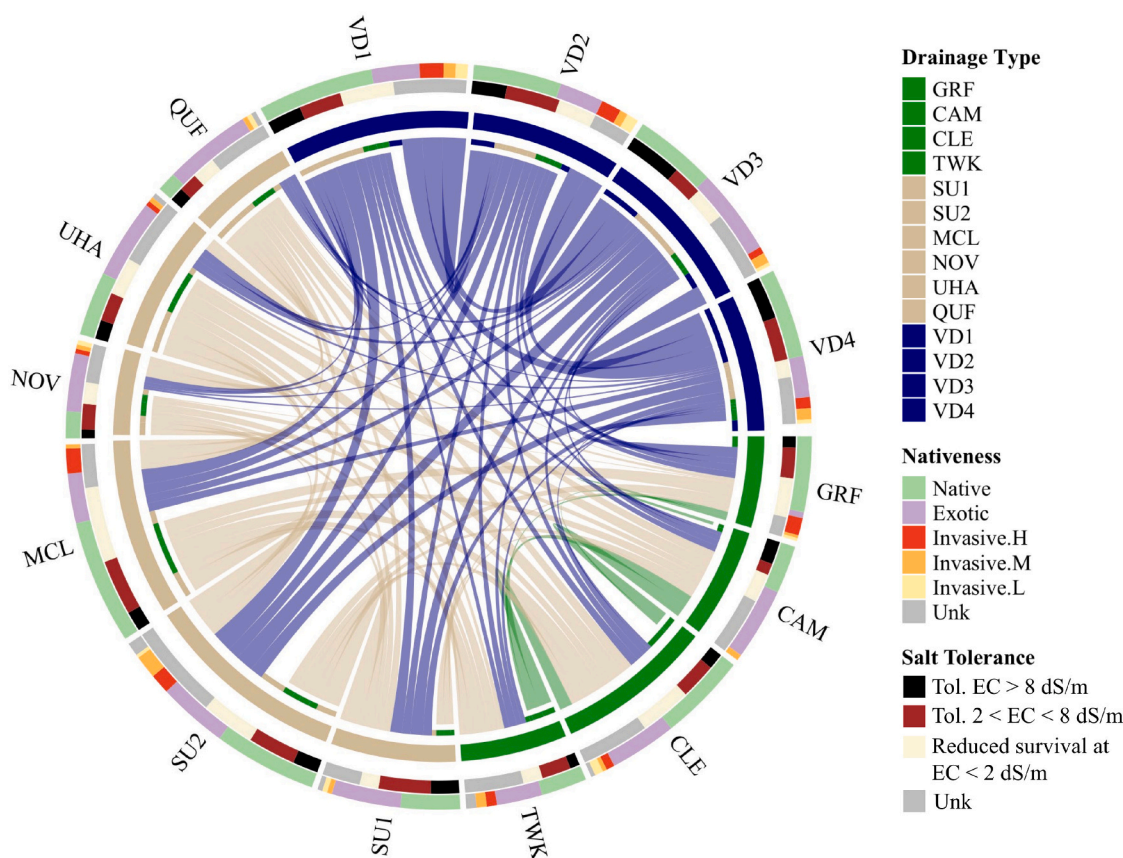 VD1
VD2
QUF
VD3
UHA
VD4
NOV
GRF
MCL
CAM
SU2
CLE
SU1
TWK
Drainage Type
GRF
CAM
CLE
TWK
SU1
SU2
MCL
NOV
UHA
QUF
VD1
VD2
VD3
VD4
Nativeness
Native
Exotic
Invasive.H
Invasive.M
Invasive.L
Unk
Salt Tolerance
Tol. EC > 8 dS/m
Tol. 2 < EC < 8 dS/m
Reduced survival at
EC < 2 dS/m
Unk